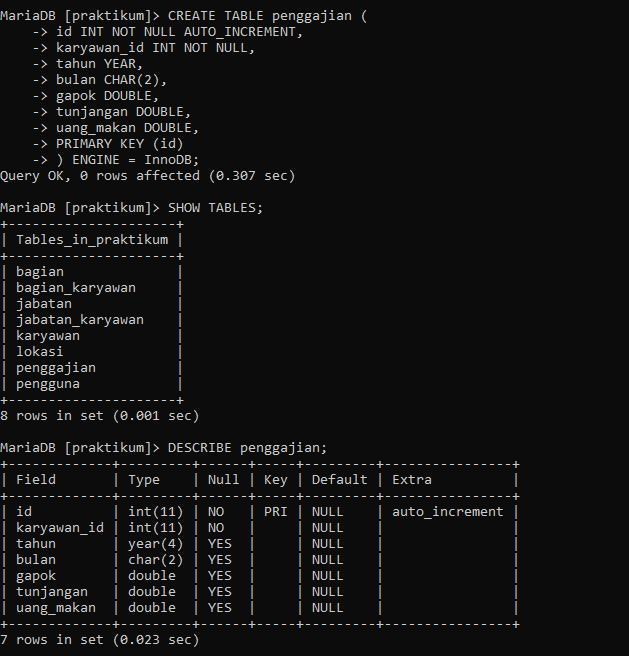 MariaDB [praktikum]> CREATE TABLE penggajian (
    -> id INT NOT NULL AUTO_INCREMENT,
    -> karyawan_id INT NOT NULL,
    -> tahun YEAR,
    -> bulan CHAR(2),
    -> gapok DOUBLE,
    -> tunjangan DOUBLE,
    -> uang_makan DOUBLE,
    -> PRIMARY KEY (id)
    -> ) ENGINE = InnoDB;
Query OK, 0 rows affected (0.307 sec)

MariaDB [praktikum]> SHOW TABLES;
+---------------------+
| Tables_in_praktikum |
+---------------------+
| bagian              |
| bagian_karyawan     |
| jabatan             |
| jabatan_karyawan    |
| karyawan            |
| lokasi              |
| penggajian          |
| pengguna            |
+---------------------+
8 rows in set (0.001 sec)

MariaDB [praktikum]> DESCRIBE penggajian;
+-------------+---------+------+-----+---------+----------------+
| Field       | Type    | Null | Key | Default | Extra          |
+-------------+---------+------+-----+---------+----------------+
| id          | int(11) | NO   | PRI | NULL    | auto_increment |
| karyawan_id | int(11) | NO   |     | NULL    |                |
| tahun       | year(4) | YES  |     | NULL    |                |
| bulan       | char(2) | YES  |     | NULL    |                |
| gapok       | double  | YES  |     | NULL    |                |
| tunjangan   | double  | YES  |     | NULL    |                |
| uang_makan  | double  | YES  |     | NULL    |                |
+-------------+---------+------+-----+---------+----------------+
7 rows in set (0.023 sec)